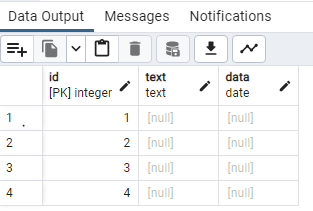 Data Output Messages Notifications
id text data
[PK] integer text date
1 1 [null] [null]
2 2 [null] [null]
3 3 [null] [null]
4 4 [null] [null]